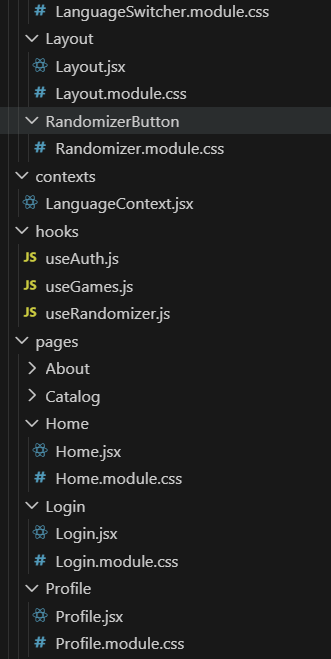 # LanguageSwitcher.module.css
Layout
Layout.jsx
# Layout.module.css
RandomizerButton
# Randomizer.module.css
contexts
LanguageContext.jsx
hooks
JS useAuth.js
JS useGames.js
JS useRandomizer.js
pages
About
Catalog
Home
Home.jsx
# Home.module.css
Login
Login.jsx
# Login.module.css
Profile
Profile.jsx
# Profile.module.css